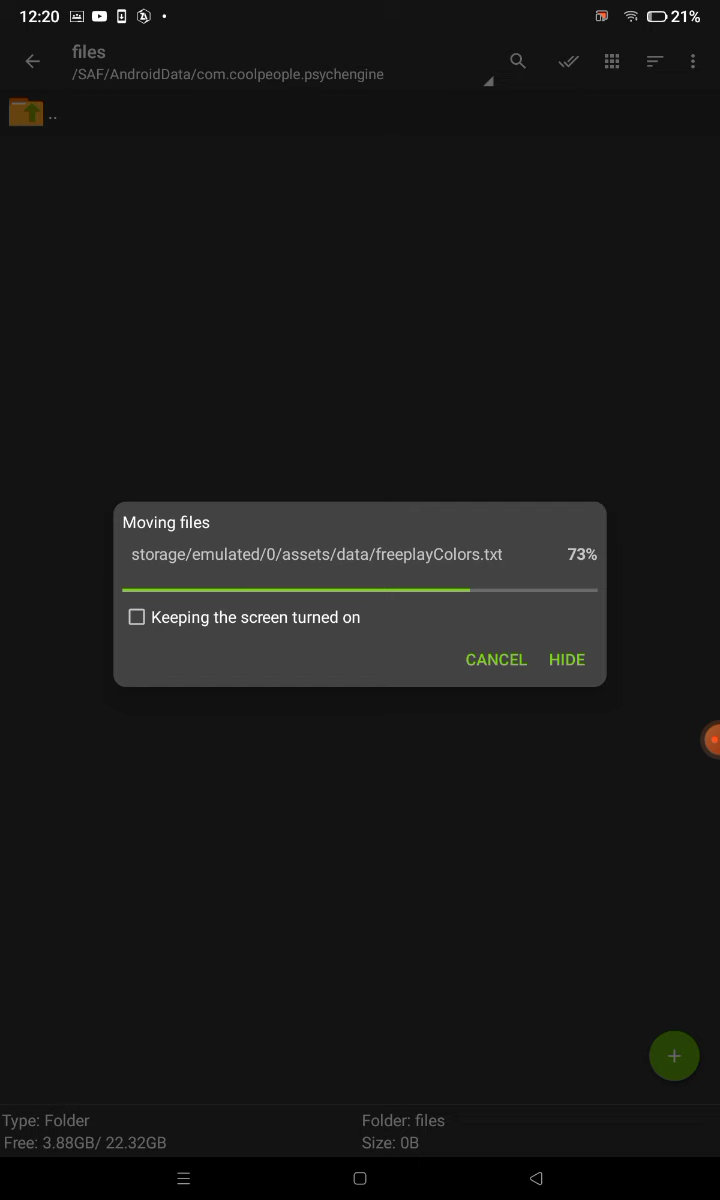 12:20
21%
files
/SAF/AndroidData/com.coolpeople.psychengine
..
Moving files
storage/emulated/0/assets/data/freeplayColors.txt 73%
Keeping the screen turned on
CANCEL HIDE
Type: Folder Folder: files
Free: 3.88GB/ 22.32GB Size: 0B